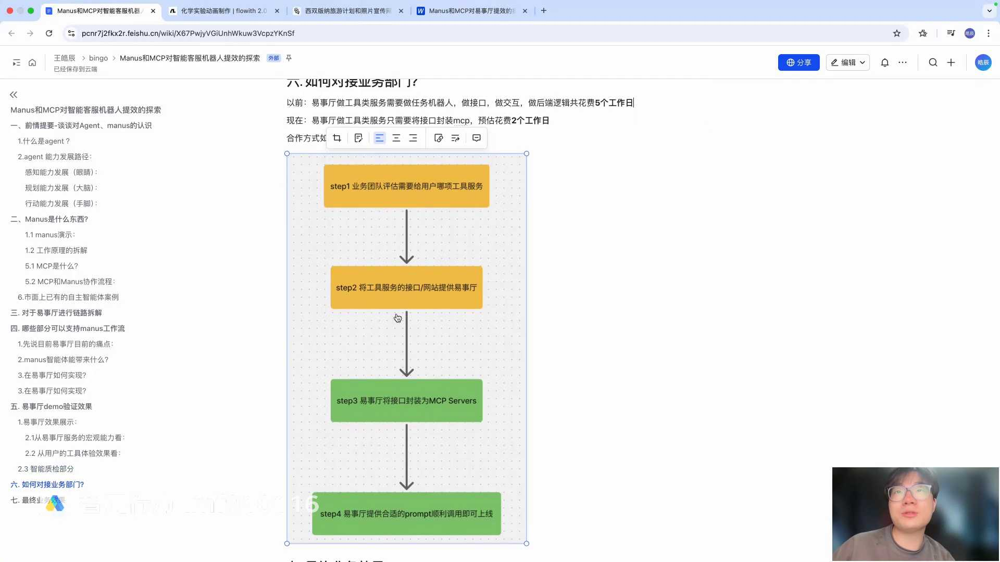 Manus和MCP对智能客服机器人
化学实验动画制作 | flowith 2.0
西双版纳旅游计划和照片宣传网
Manus和MCP对易事厅提效的
pcnr7j2fkx2r.feishu.cn/wiki/X67PwjyVGiUnhWkuw3VcpzYKnSf
皓辰
王皓辰 > bingo > Manus和MCP对智能客服机器人提效的探索 外部
已经保存到云端
分享
编辑
皓辰
Manus和MCP对智能客服机器人提效的探索
一、前情提要-谈谈对Agent、manus的认识
1.什么是agent？
2.agent 能力发展路径：
感知能力发展（眼睛）：
规划能力发展（大脑）：
行动能力发展（手脚）：
二、Manus是什么东西？
1.1 manus演示：
1.2 工作原理的拆解
5.1 MCP是什么？
5.2 MCP和Manus协作流程：
6.市面上已有的自主智能体案例
三. 对于易事厅进行链路拆解
四. 哪些部分可以支持manus工作流
1.先说目前易事厅目前的痛点：
2.manus智能体能带来什么？
3.在易事厅如何实现？
3.在易事厅如何实现？
五. 易事厅demo验证效果
1.易事厅效果展示：
2.1从易事厅服务的宏观能力看：
2.2 从用户的工具体验效果看：
2.3 智能质检部分
六. 如何对接业务部门？
七. 最终业务效果
六. 如何对接业务部门？
以前：易事厅做工具类服务需要做任务机器人，做接口，做交互，做后端逻辑共花费5个工作日
现在：易事厅做工具类服务只需要将接口封装mcp，预估花费2个工作日
合作方式如
step1 业务团队评估需要给用户哪项工具服务
step2 将工具服务的接口/网站提供易事厅
step3 易事厅将接口封装为MCP Servers
step4 易事厅提供合适的prompt顺利调用即可上线